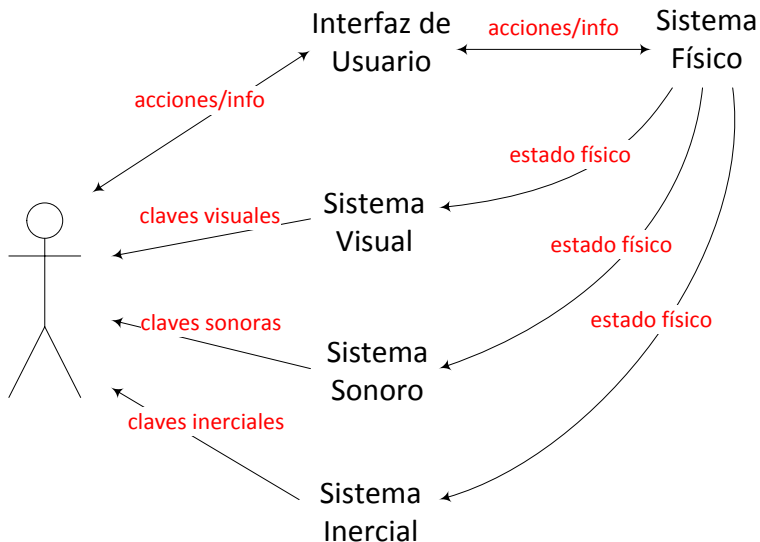 Interfaz de
Usuario
acciones/info
Sistema
Físico
acciones/info
estado físico
claves visuales
Sistema
Visual
estado físico
claves sonoras
estado físico
Sistema
Sonoro
claves inerciales
Sistema
Inercial